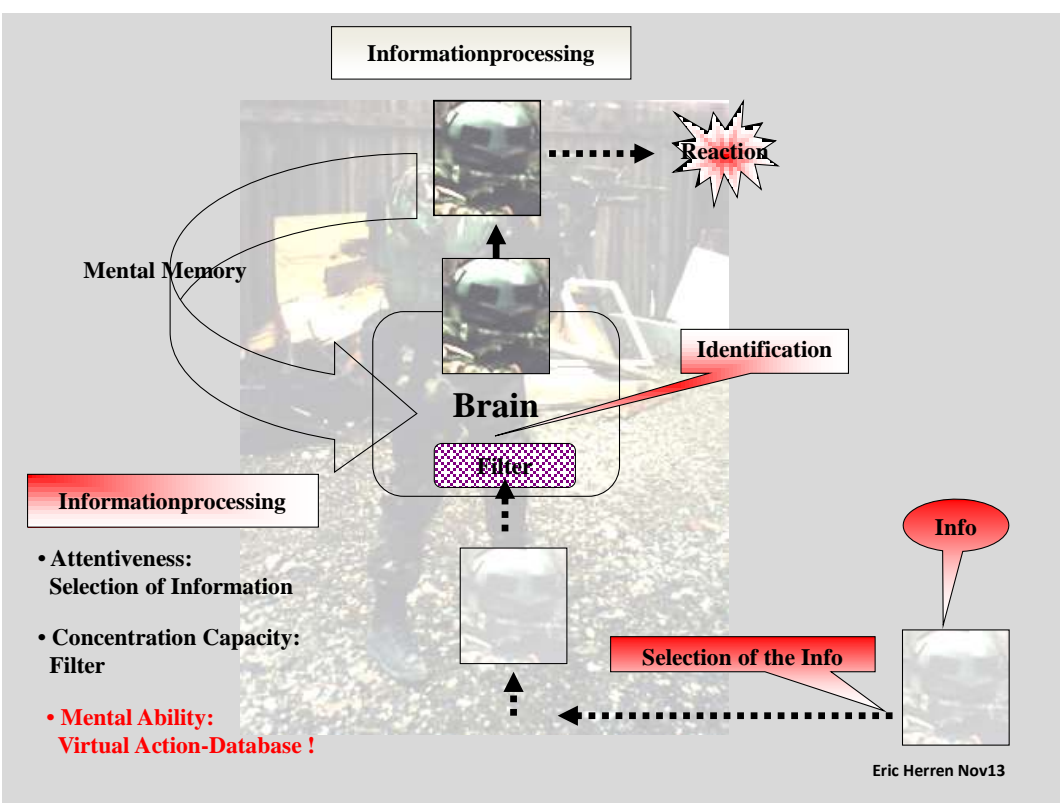 Informationprocessing
Reaction
Mental Memory
Identification
Brain
Filter
Informationprocessing
Info
• Attentiveness:
Selection of Information
• Concentration Capacity:
Filter
Selection of the Info
• Mental Ability:
Virtual Action-Database !
Eric Herren Nov13